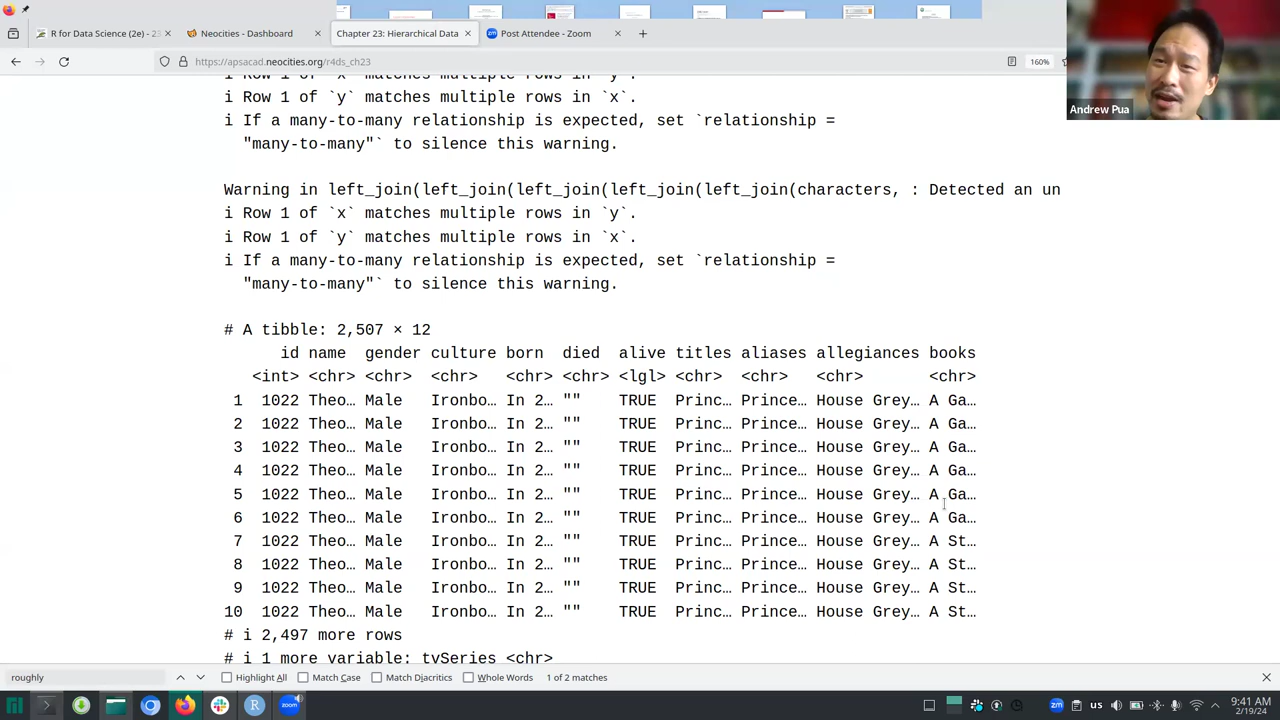 R for Data Science (2e) - 23
Neocities - Dashboard
Chapter 23: Hierarchical Data
Post Attendee - Zoom
https://apsacad.neocities.org/r4ds_ch23
160%
Andrew Pua
i Row 1 of `x` matches multiple rows in `y`.
i Row 1 of `y` matches multiple rows in `x`.
i If a many-to-many relationship is expected, set `relationship =
"many-to-many"` to silence this warning.
Warning in left_join(left_join(left_join(left_join(left_join(characters, : Detected an un
i Row 1 of `x` matches multiple rows in `y`.
i Row 1 of `y` matches multiple rows in `x`.
i If a many-to-many relationship is expected, set `relationship =
"many-to-many"` to silence this warning.
# A tibble: 2,507 × 12
id name gender culture born died alive titles aliases allegiances books
<int> <chr> <chr> <chr> <chr> <chr> <lgl> <chr> <chr> <chr> <chr>
1 1022 Theo… Male Ironbo… In 2… "" TRUE Princ… Prince… House Grey… A Ga…
2 1022 Theo… Male Ironbo… In 2… "" TRUE Princ… Prince… House Grey… A Ga…
3 1022 Theo… Male Ironbo… In 2… "" TRUE Princ… Prince… House Grey… A Ga…
4 1022 Theo… Male Ironbo… In 2… "" TRUE Princ… Prince… House Grey… A Ga…
5 1022 Theo… Male Ironbo… In 2… "" TRUE Princ… Prince… House Grey… A Ga…
6 1022 Theo… Male Ironbo… In 2… "" TRUE Princ… Prince… House Grey… A Ga…
7 1022 Theo… Male Ironbo… In 2… "" TRUE Princ… Prince… House Grey… A St…
8 1022 Theo… Male Ironbo… In 2… "" TRUE Princ… Prince… House Grey… A St…
9 1022 Theo… Male Ironbo… In 2… "" TRUE Princ… Prince… House Grey… A St…
10 1022 Theo… Male Ironbo… In 2… "" TRUE Princ… Prince… House Grey… A St…
# i 2,497 more rows
# i 1 more variable: tvSeries <chr>
roughly Highlight All Match Case Match Diacritics Whole Words 1 of 2 matches
R zoom zm us 9:41 AM
2/19/24